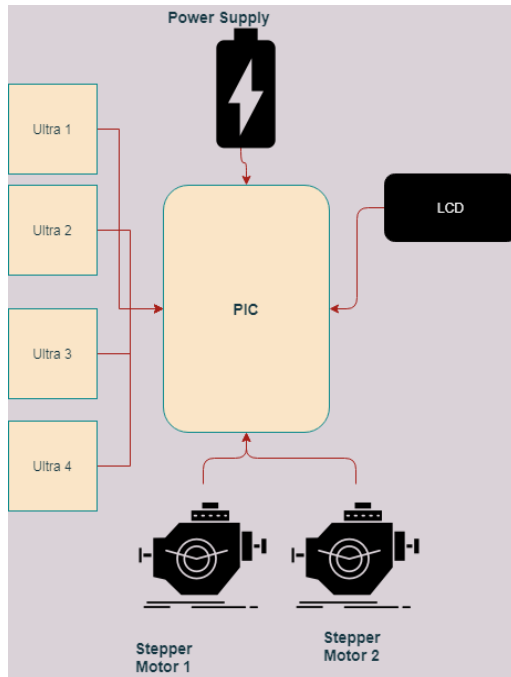 Power Supply
Ultra 1
Ultra 2
LCD
PIC
Ultra 3
Ultra 4
Stepper
Motor 1
Stepper
Motor 2